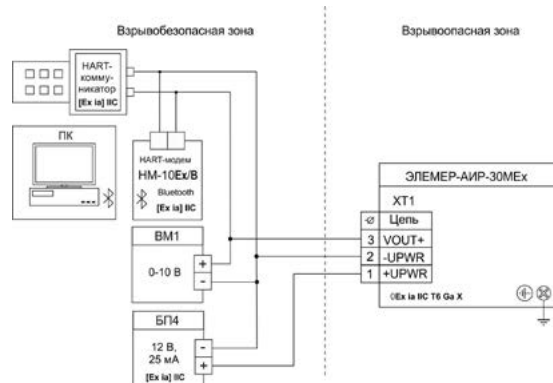 Взрывобезопасная зона
Взрывоопасная зона
HART-
комму-
никатор
[Ex ia] IIC
ПК
HART-модем
НМ-10Ex/B
Bluetooth
[Ex ia] IIC
ВМ1
0-10 В
+
-
БП4
12 В,
25 мА
[Ex ia] IIC
-
+
ЭЛЕМЕР-АИР-30МЕх
XT1
Цепь
3 VOUT+
2 -UPWR
1 +UPWR
0Ex ia IIC T6 Ga X